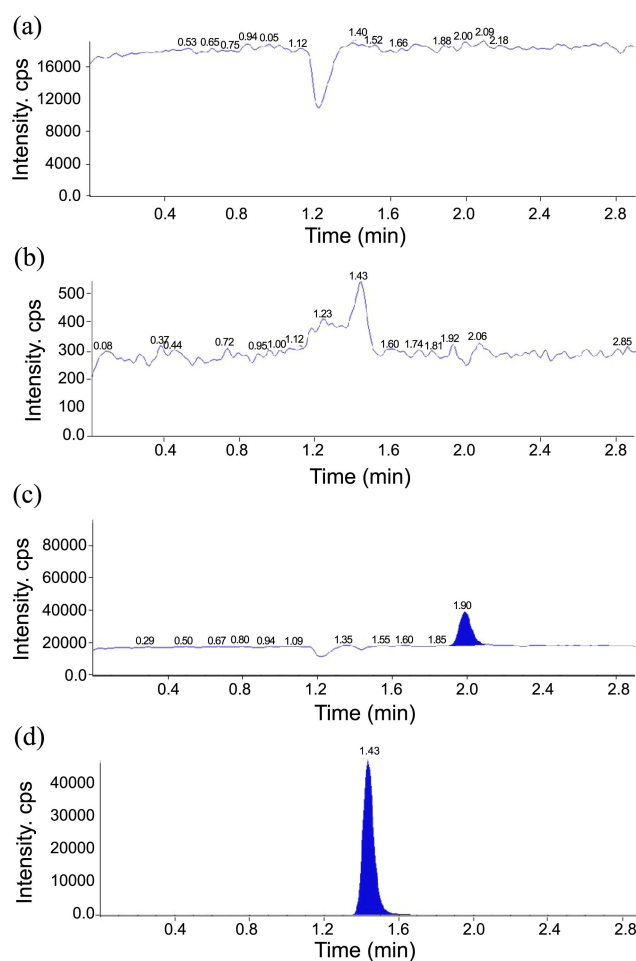 (a)
Intensity. cps
16000
12000
4000
4000
0.0
0.53 0.65 0.75 0.94 0.05 1.12 1.40 1.52 1.66 1.88 2.00 2.09 2.18
0.4 0.8 1.2 1.6 2.0 2.4 2.8
Time (min)
(b)
Intensity. cps
500
400
300
200
100
0.0
0.08 0.37 0.44 0.72 0.95 1.00 1.12 1.23 1.43 1.60 1.74 1.81 1.92 2.06 2.85
0.4 0.8 1.2 1.6 2.0 2.4 2.8
Time (min)
(c)
Intensity. cps
80000
60000
40000
20000
0.0
0.29 0.50 0.67 0.80 0.94 1.09 1.35 1.55 1.60 1.85 1.90
0.4 0.8 1.2 1.6 2.0 2.4 2.8
Time (min)
(d)
Intensity. cps
40000
30000
20000
10000
0.0
1.43
0.4 0.8 1.2 1.6 2.0 2.4 2.8
Time (min)